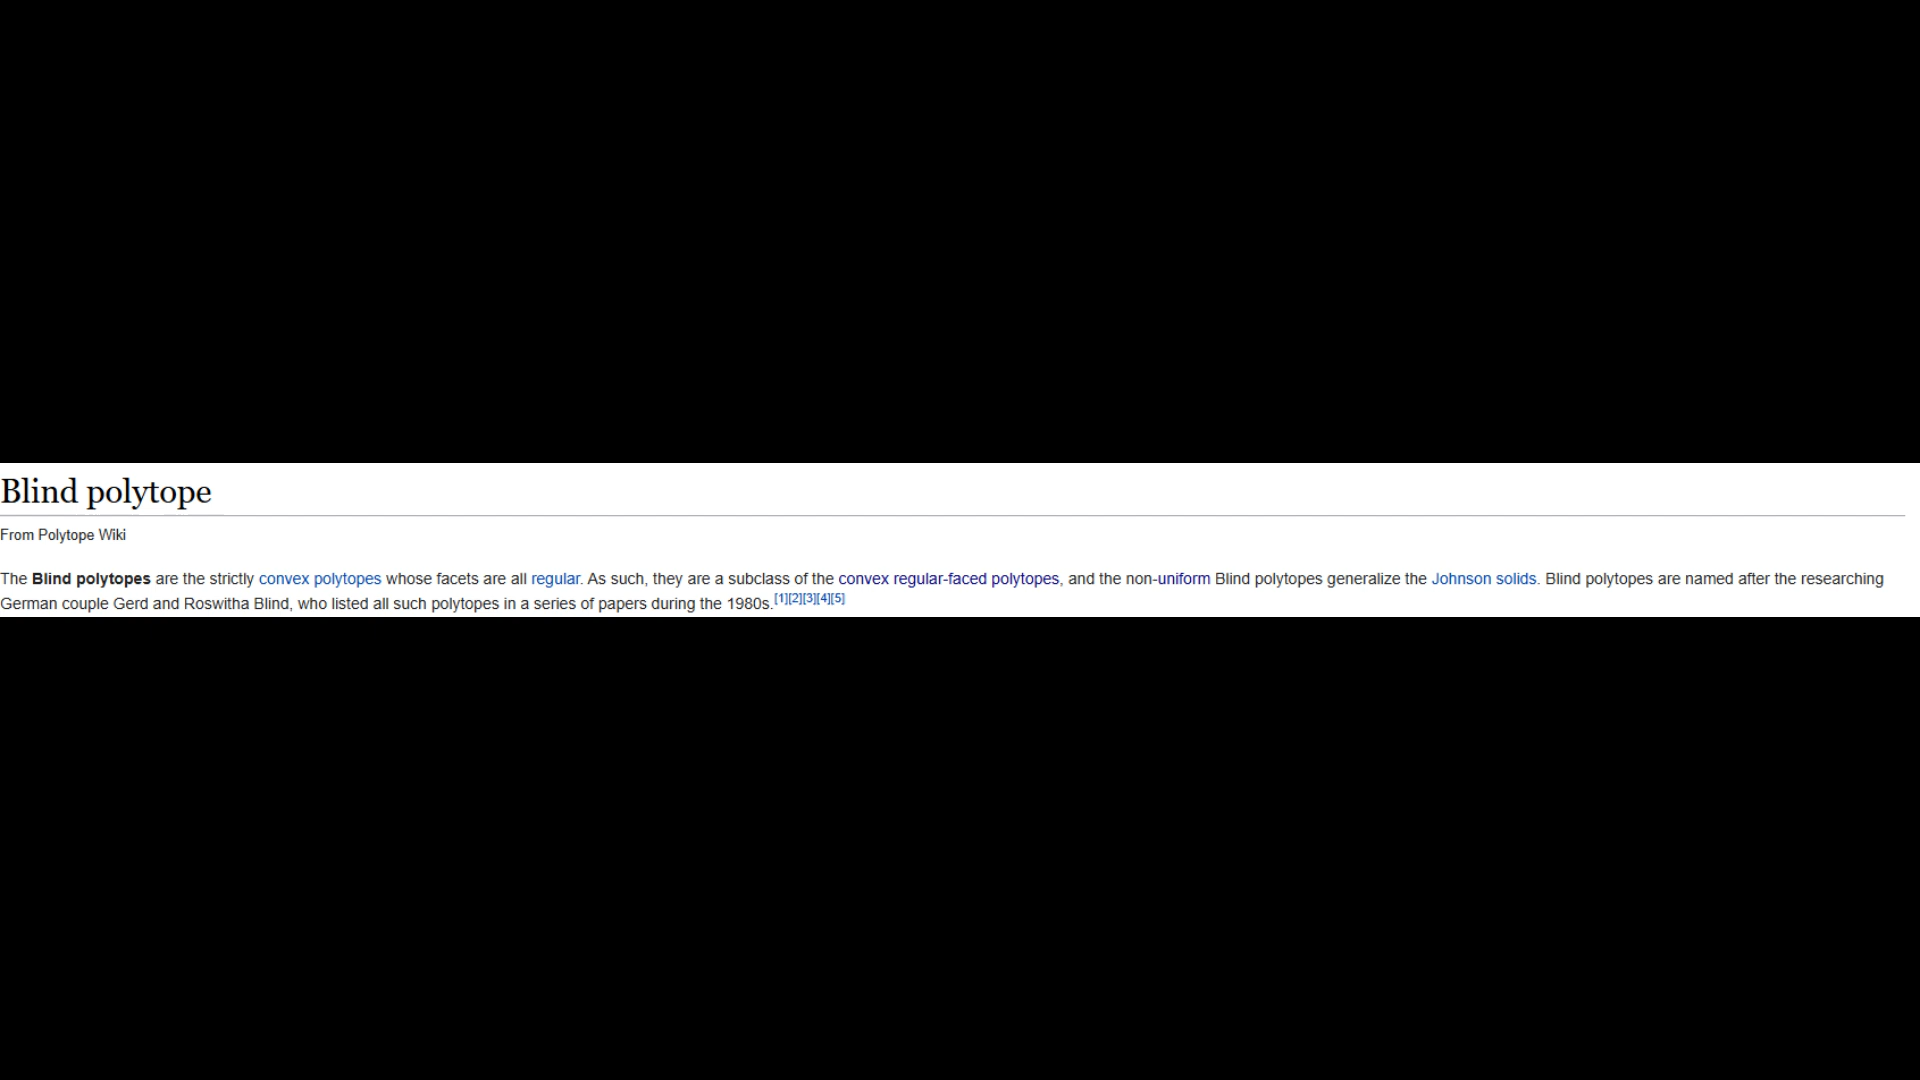 Blind polytope
From Polytope Wiki
The Blind polytopes are the strictly convex polytopes whose facets are all regular. As such, they are a subclass of the convex regular-faced polytopes, and the non-uniform Blind polytopes generalize the Johnson solids. Blind polytopes are named after the researching
German couple Gerd and Roswitha Blind, who listed all such polytopes in a series of papers during the 1980s.[1][2][3][4][5]